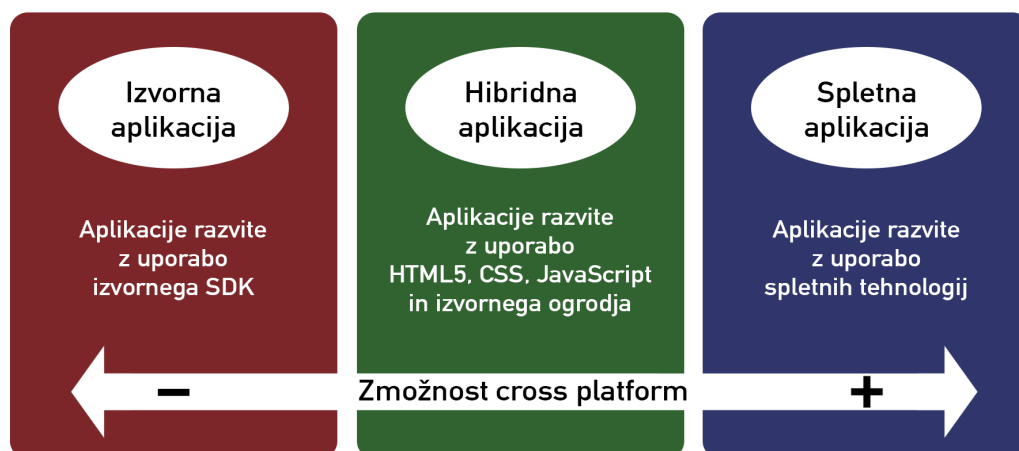 Izvorna
aplikacija
Aplikacije razvite
z uporabo
izvornega SDK
Hibridna
aplikacija
Aplikacije razvite
z uporabo
HTML5, CSS, JavaScript
in izvornega ogrodja
Spletna
aplikacija
Aplikacije razvite
z uporabo
spletnih tehnologij
− Zmožnost cross platform +